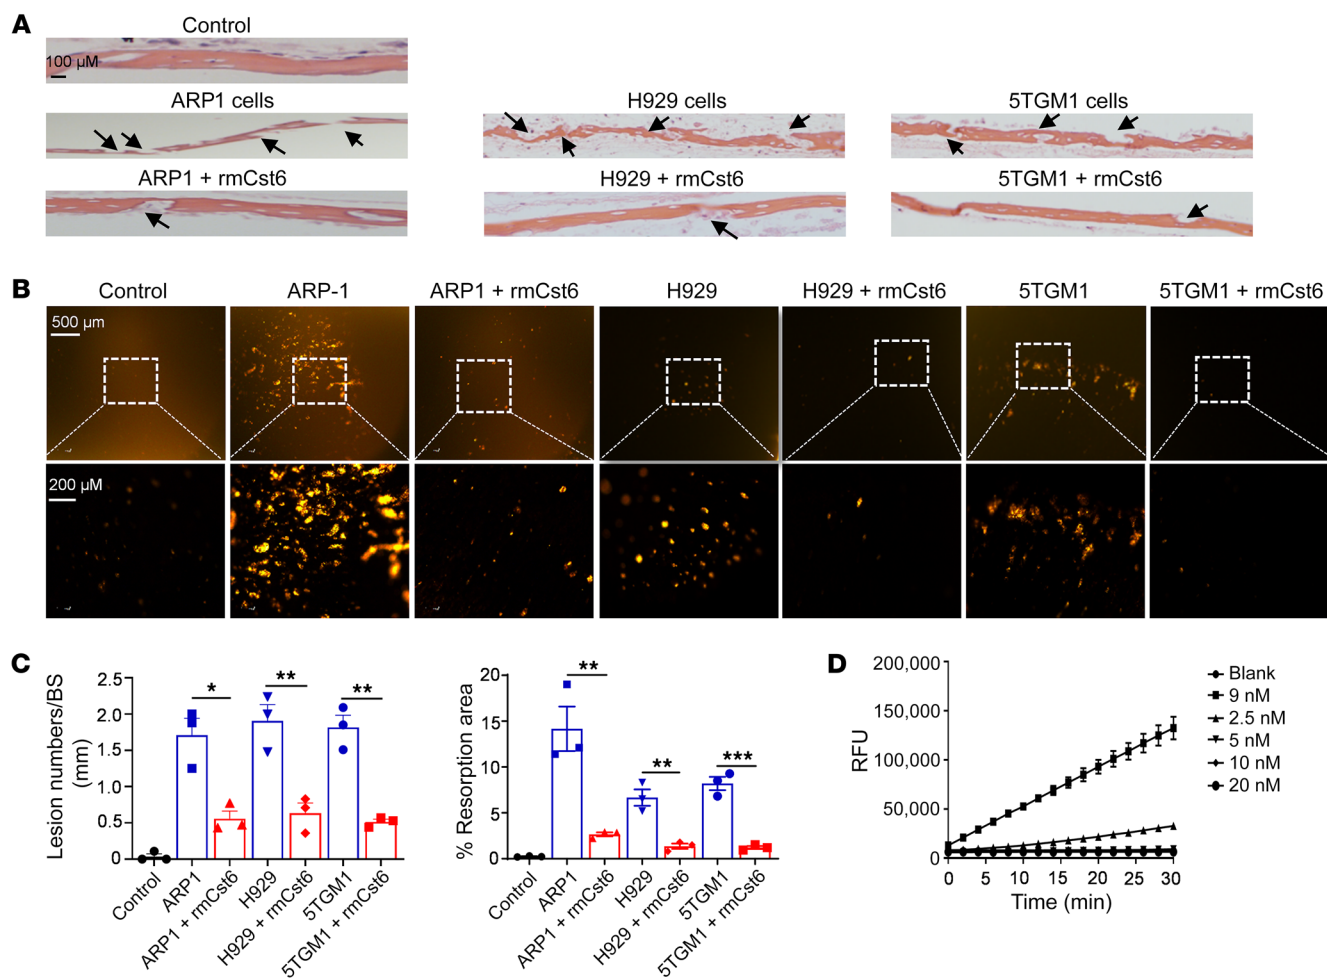 A
Control
100 µM
ARP1 cells
H929 cells
5TGM1 cells
ARP1 + rmCst6
H929 + rmCst6
5TGM1 + rmCst6
B
Control
ARP-1
ARP1 + rmCst6
H929
H929 + rmCst6
5TGM1
5TGM1 + rmCst6
500 µm
200 µM
C
Lesion numbers/BS
(mm)
2.5
2.0
1.5
1.0
0.5
0
*
**
**
Control
ARP1
ARP1 + rmCst6
H929
H929 + rmCst6
5TGM1
5TGM1 + rmCst6
% Resorption area
20
15
10
5
0
**
**
***
Control
ARP1
ARP1 + rmCst6
H929
H929 + rmCst6
5TGM1
5TGM1 + rmCst6
D
RFU
200,000
150,000
100,000
50,000
0
0 5 10 15 20 25 30
Time (min)
Blank
9 nM
2.5 nM
5 nM
10 nM
20 nM